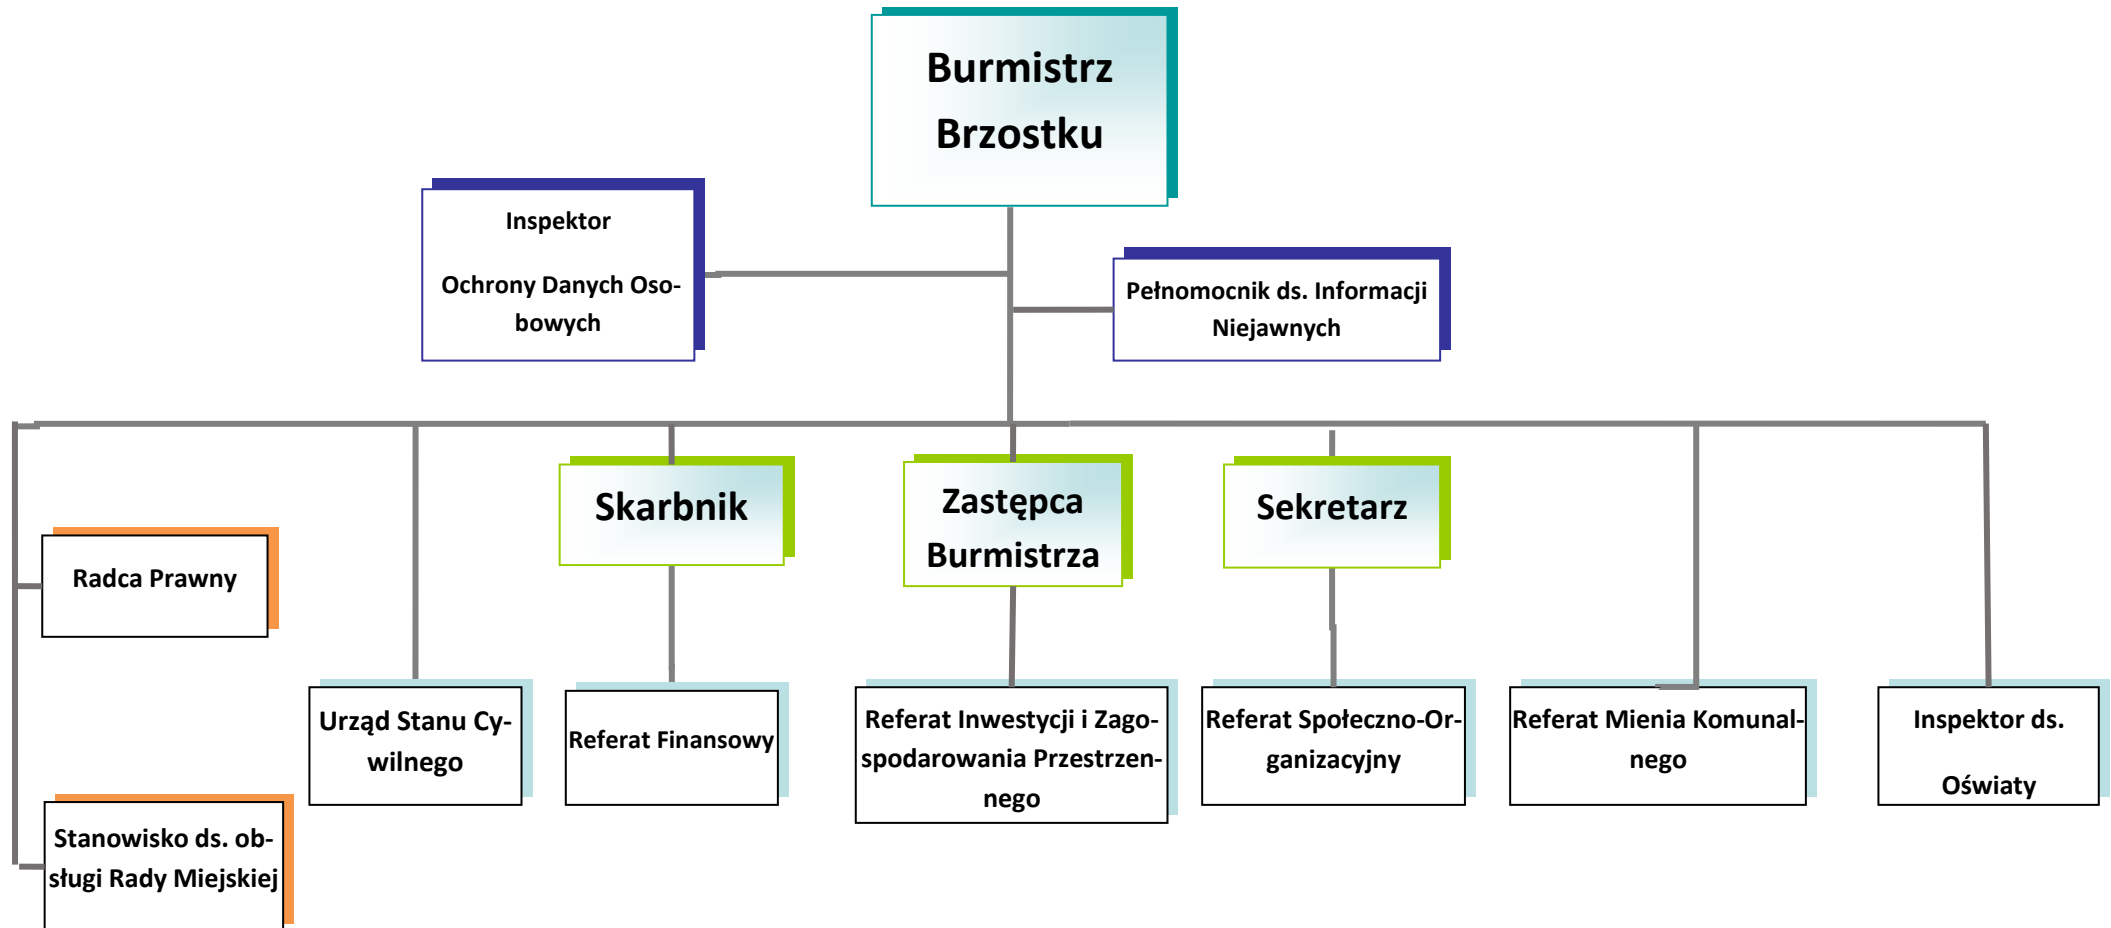 Burmistrz
Brzostku
Inspektor
Ochrony Danych Oso-
bowych
Pełnomocnik ds. Informacji
Niejawnych
Skarbnik
Zastępca
Burmistrza
Sekretarz
Radca Prawny
Urząd Stanu Cy-
wilnego
Referat Finansowy
Referat Inwestycji i Zago-
spodarowania Przestrzen-
nego
Referat Społeczno-Or-
ganizacyjny
Referat Mienia Komunal-
nego
Inspektor ds.
Oświaty
Stanowisko ds. ob-
sługi Rady Miejskiej